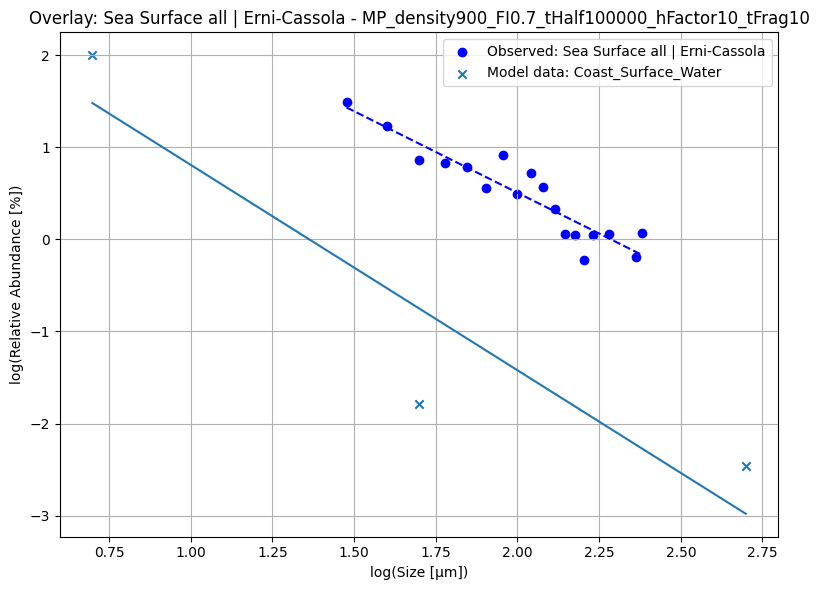 Overlay: Sea Surface all | Erni-Cassola - MP_density900_FI0.7_tHalf100000_hFactor10_tFrag10
Observed: Sea Surface all | Erni-Cassola
Model data: Coast_Surface_Water
log(Relative Abundance [%])
2
1
0
−1
−2
−3
0.75 1.00 1.25 1.50 1.75 2.00 2.25 2.50 2.75
log(Size [µm])